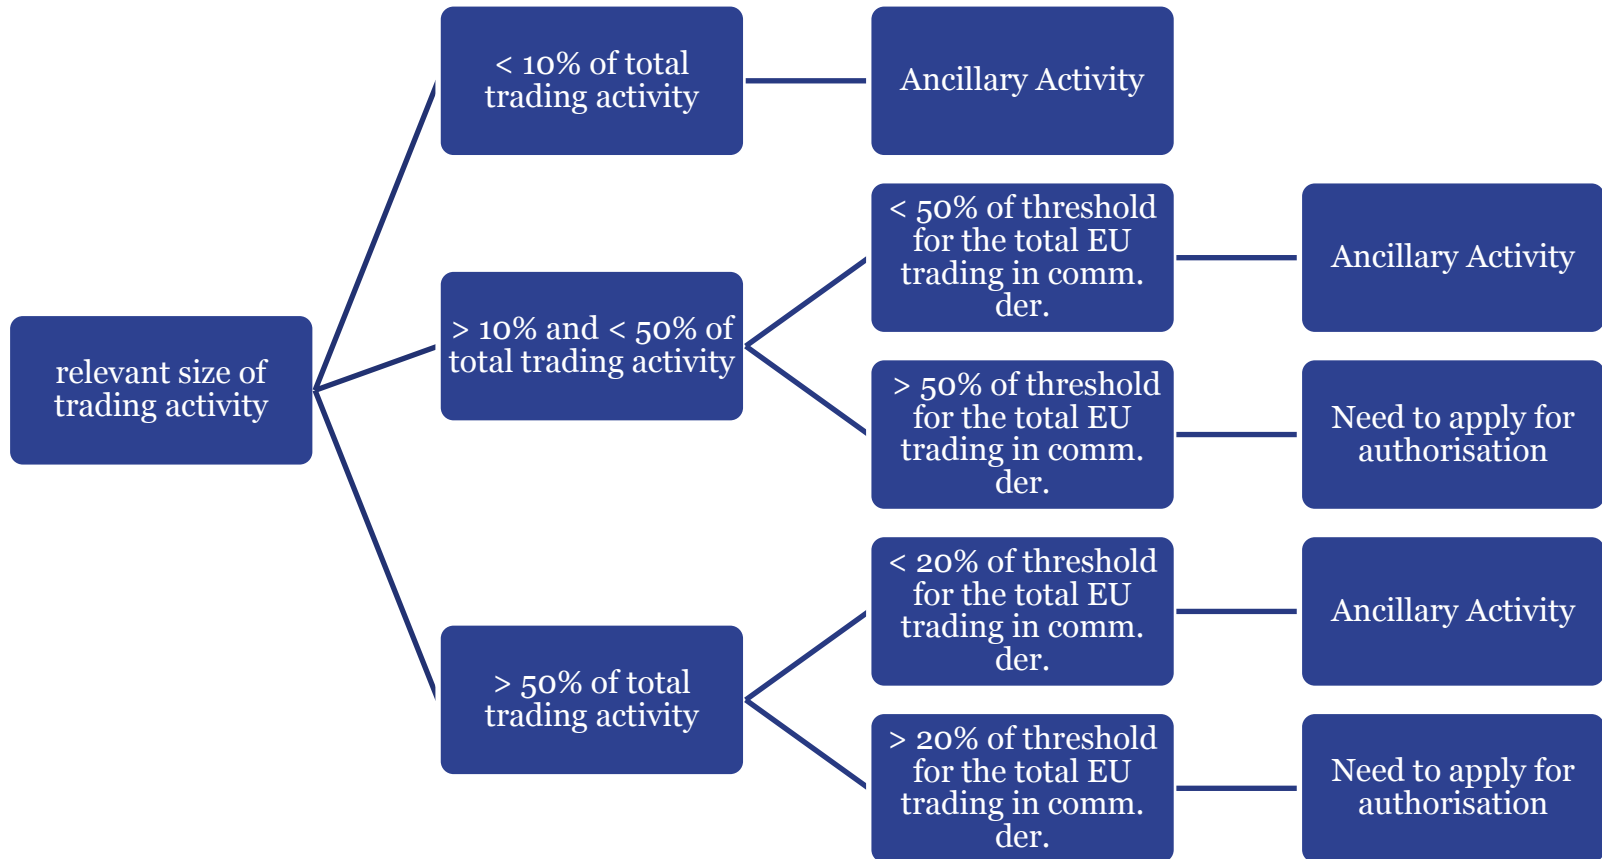 relevant size of
trading activity
< 10% of total
trading activity
Ancillary Activity
> 10% and < 50% of
total trading activity
< 50% of threshold
for the total EU
trading in comm.
der.
Ancillary Activity
> 50% of threshold
for the total EU
trading in comm.
der.
Need to apply for
authorisation
> 50% of total
trading activity
< 20% of threshold
for the total EU
trading in comm.
der.
Ancillary Activity
> 20% of threshold
for the total EU
trading in comm.
der.
Need to apply for
authorisation